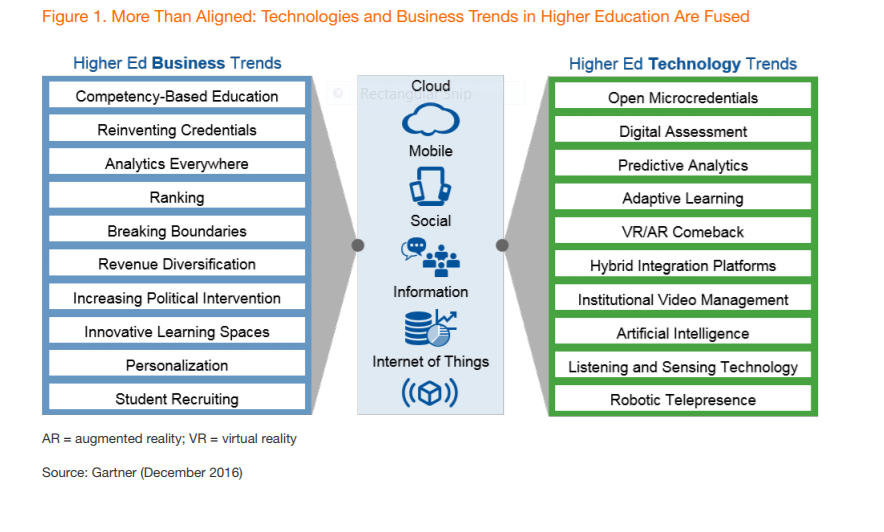 Figure 1. More Than Aligned: Technologies and Business Trends in Higher Education Are Fused
Higher Ed Business Trends
Competency-Based Education
Reinventing Credentials
Analytics Everywhere
Ranking
Breaking Boundaries
Revenue Diversification
Increasing Political Intervention
Innovative Learning Spaces
Personalization
Student Recruiting
Cloud
Rectangular Snip
Mobile
Social
Information
Internet of Things
Higher Ed Technology Trends
Open Microcredentials
Digital Assessment
Predictive Analytics
Adaptive Learning
VR/AR Comeback
Hybrid Integration Platforms
Institutional Video Management
Artificial Intelligence
Listening and Sensing Technology
Robotic Telepresence
AR = augmented reality; VR = virtual reality
Source: Gartner (December 2016)